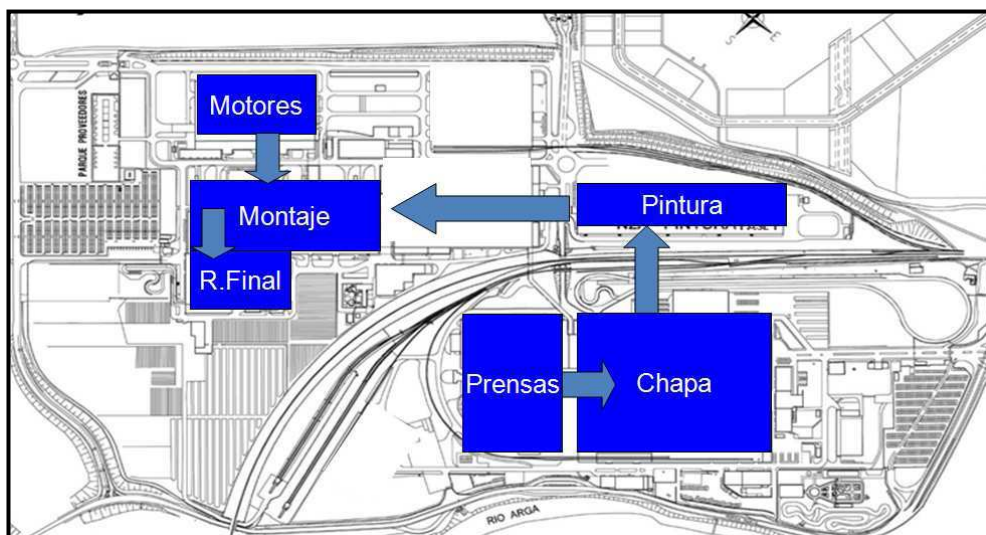 Motores
PARQUE PROVEEDORES
Montaje
Pintura
R.Final
Prensas
Chapa
RIO ARGA
S
E